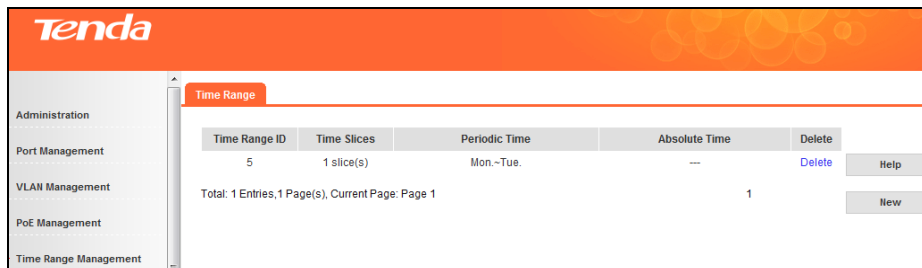 Tenda
Time Range
Administration
Port Management
VLAN Management
PoE Management
Time Range Management
Time Range ID Time Slices Periodic Time Absolute Time Delete
5 1 slice(s) Mon.~Tue. --- Delete
Total: 1 Entries,1 Page(s), Current Page: Page 1 1
Help
New